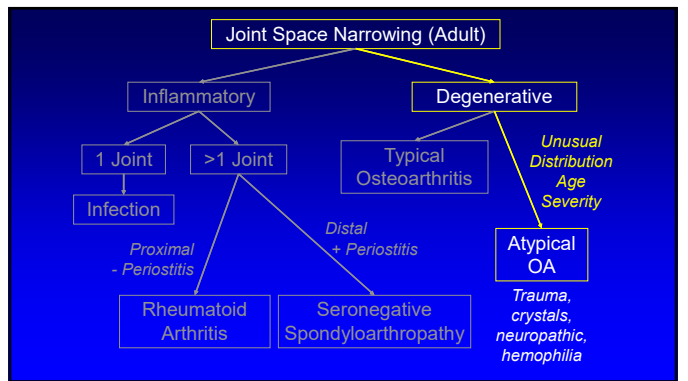 Joint Space Narrowing (Adult)
Inflammatory
Degenerative
1 Joint
>1 Joint
Typical
Osteoarthritis
Unusual
Distribution
Age
Severity
Infection
Proximal
- Periostitis
Distal
+ Periostitis
Atypical
OA
Rheumatoid
Arthritis
Seronegative
Spondyloarthropathy
Trauma,
crystals,
neuropathic,
hemophilia